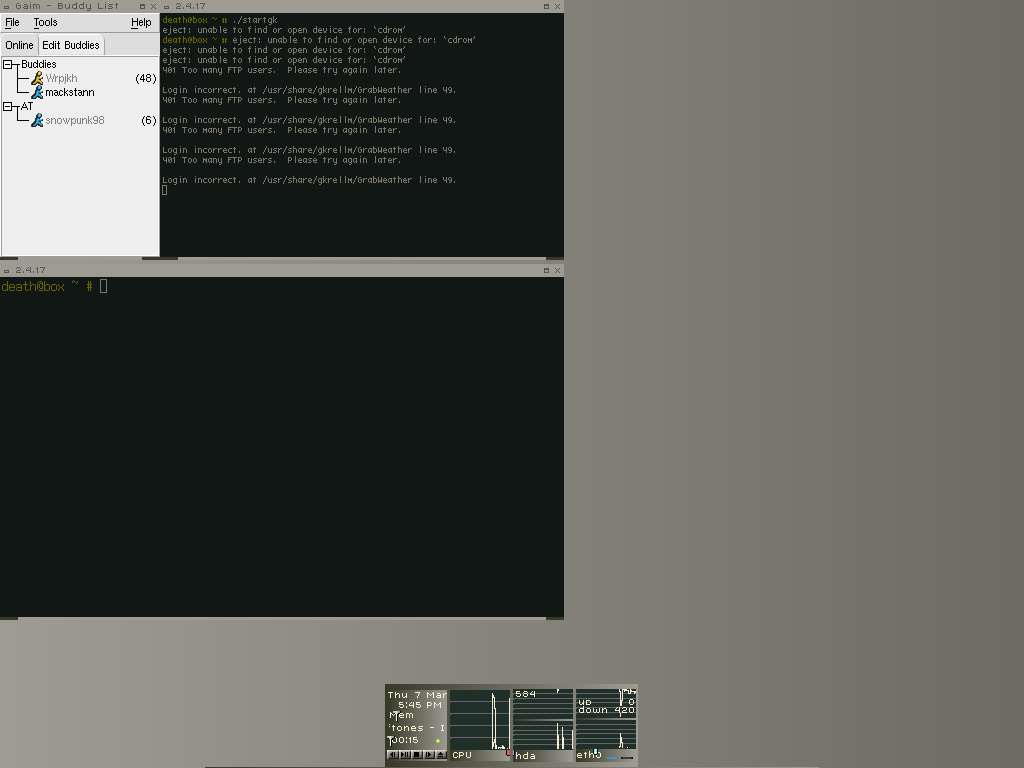 Gaim - Buddy List
File Tools Help
Online Edit Buddies
Buddies
Wrpjkh (48)
mackstann
AT
snowpunk98 (6)
2.4.17
death@box ~ :: ./startgk
eject: unable to find or open device for: `cdrom'
death@box ~ :: eject: unable to find or open device for: `cdrom'
eject: unable to find or open device for: `cdrom'
eject: unable to find or open device for: `cdrom'
401 Too many FTP users.  Please try again later.
Login incorrect. at /usr/share/gkrellm/GrabWeather line 49.
401 Too many FTP users.  Please try again later.
Login incorrect. at /usr/share/gkrellm/GrabWeather line 49.
401 Too many FTP users.  Please try again later.
Login incorrect. at /usr/share/gkrellm/GrabWeather line 49.
401 Too many FTP users.  Please try again later.
Login incorrect. at /usr/share/gkrellm/GrabWeather line 49.
2.4.17
death@box ~ #
Thu 7 Mar
5:45 PM
Mem
'tones - I
00:15
CPU
584
hda
up 0
down 420
eth0